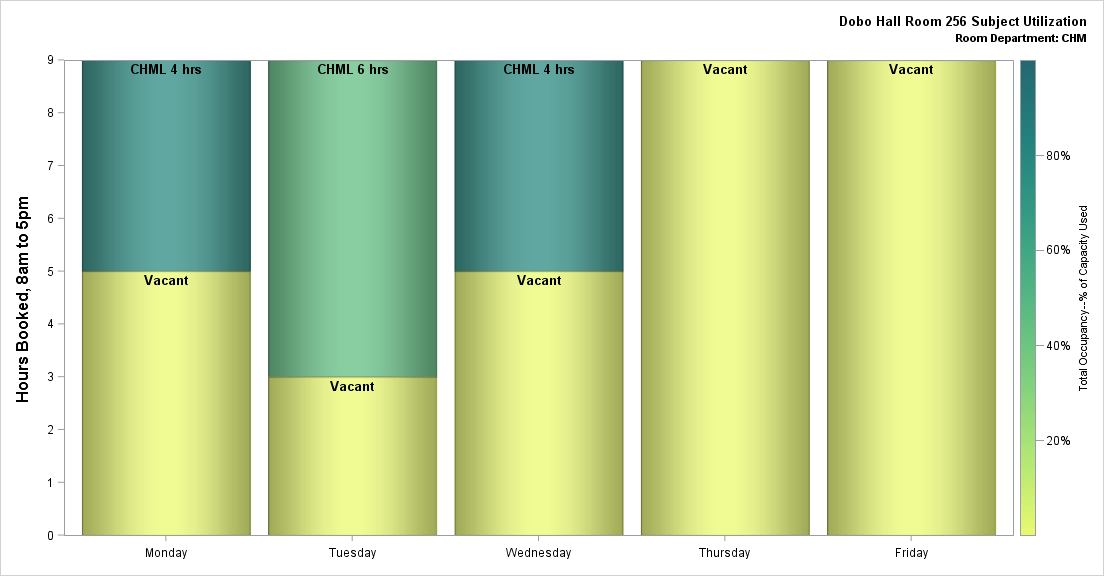 Dobo Hall Room 256 Subject Utilization
Room Department: CHM
Hours Booked, 8am to 5pm
9
8
7
6
5
4
3
2
1
0
CHML 4 hrs
Vacant
CHML 6 hrs
Vacant
CHML 4 hrs
Vacant
Vacant
Vacant
Monday
Tuesday
Wednesday
Thursday
Friday
80%
60%
40%
20%
Total Occupancy--% of Capacity Used